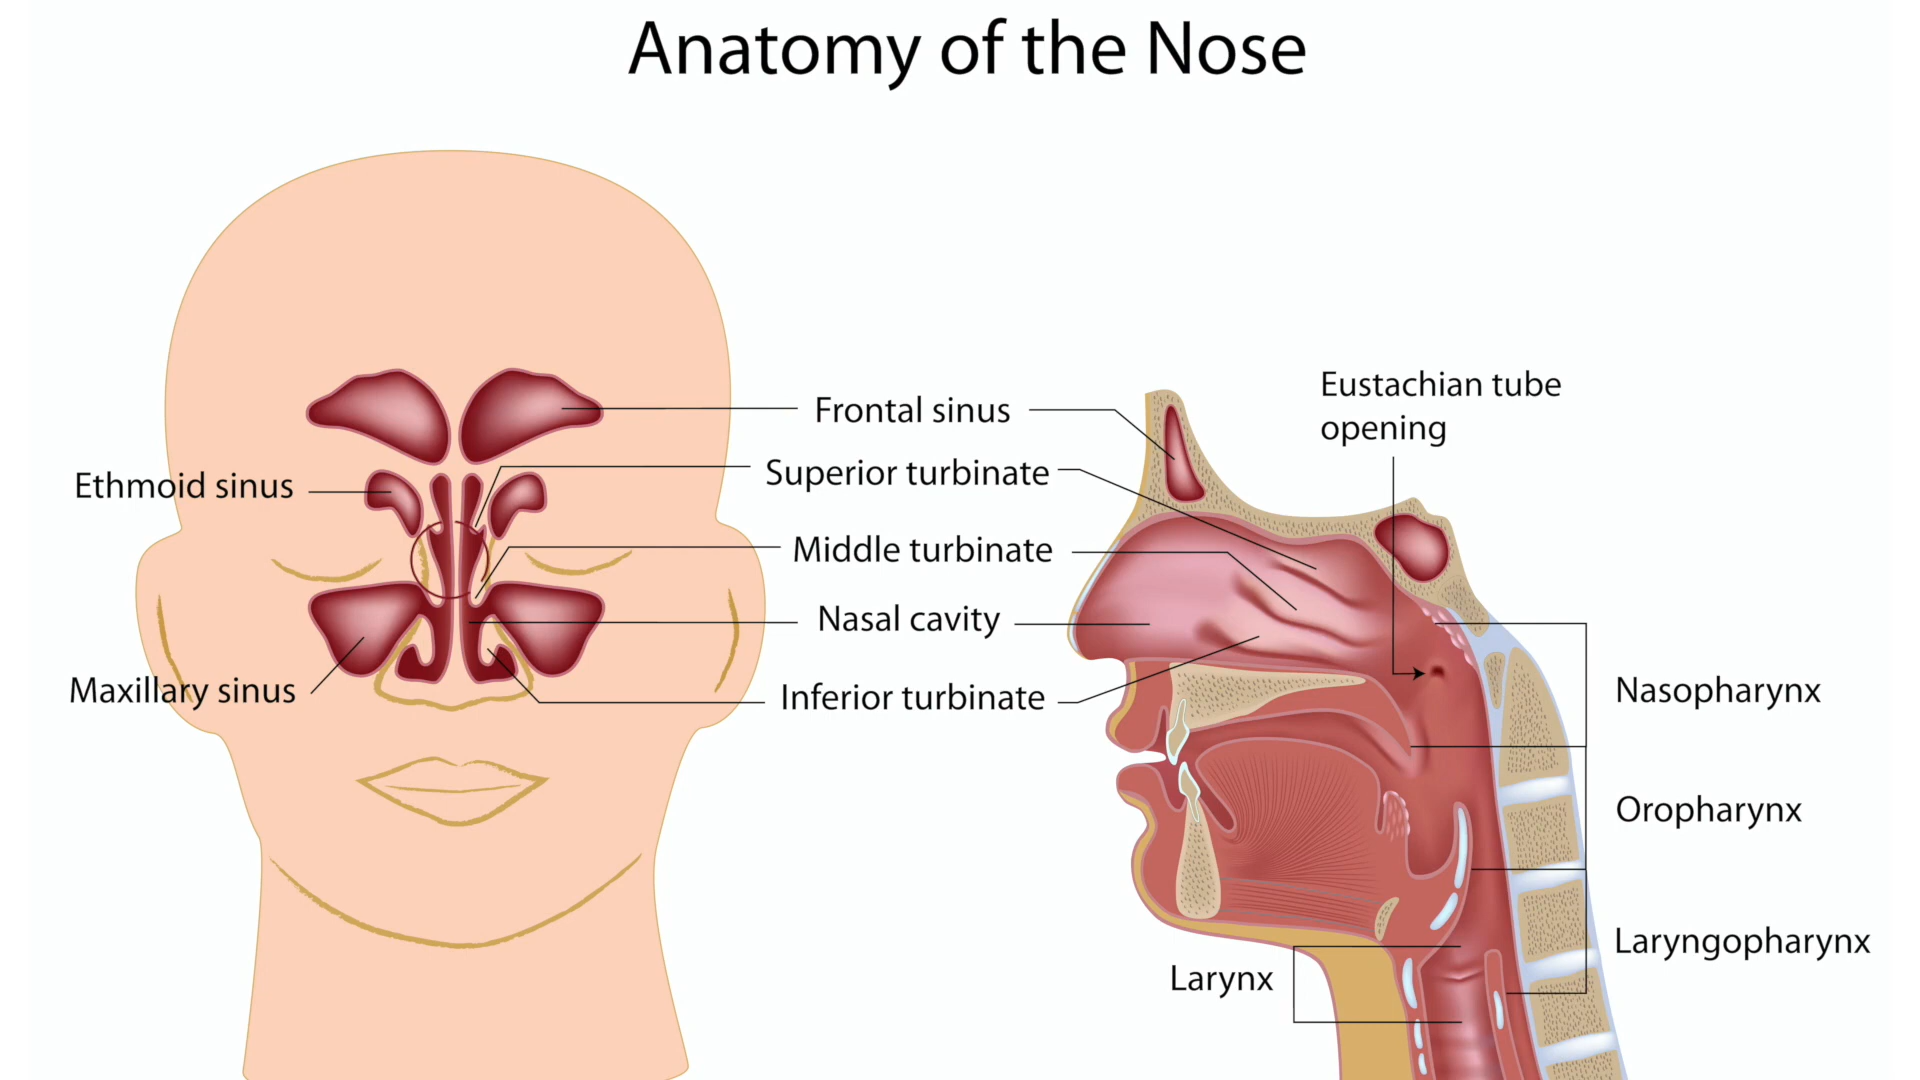 Anatomy of the Nose
Eustachian tube
opening
Frontal sinus
Superior turbinate
Ethmoid sinus
Middle turbinate
Nasal cavity
Maxillary sinus
Inferior turbinate
Nasopharynx
Oropharynx
Laryngopharynx
Larynx